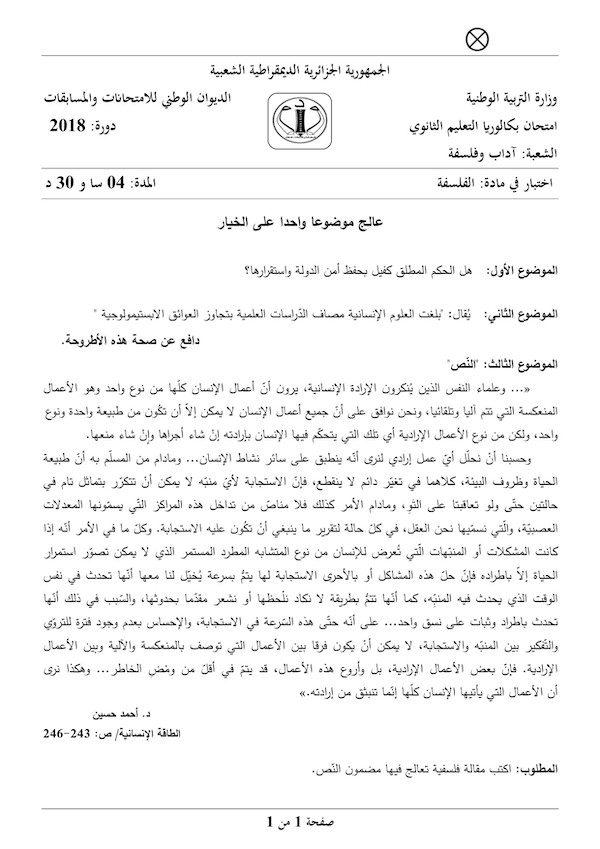 الجمهورية الجزائرية الديمقراطية الشعبية
وزارة التربية الوطنية
الديوان الوطني للامتحانات والمسابقات
امتحان بكالوريا التعليم الثانوي
دورة: 2018
الشعبة: آداب وفلسفة
اختبار في مادة: الفلسفة
المدة: 04 سا و 30 د
عالج موضوعا واحدا على الخيار
الموضوع الأول: هل الحكم المطلق كفيل بحفظ أمن الدولة واستقرارها؟
الموضوع الثاني: يُقال: "بلغت العلوم الإنسانية مصاف الدّراسات العلمية بتجاوز العوائق الابستيمولوجية "
دافع عن صحة هذه الأطروحة.
الموضوع الثالث: "النّص"
«... وعلماء النفس الذين يُنكرون الإرادة الإنسانية، يرون أنّ أعمال الإنسان كلّها من نوع واحد وهو الأعمال
المنعكسة التي تتم آليا وتلقائيا، ونحن نوافق على أنّ جميع أعمال الإنسان لا يمكن إلاّ أن تكُون من طبيعة واحدة ونوع
واحد، ولكن من نوع الأعمال الإرادية أي تلك التي يتحكّم فيها الإنسان بإرادته إنْ شاء أجراها وإنْ شاء منعها.
وحسبنا أنْ نحلّل أيّ عمل إرادي لنرى أنّه ينطبق على سائر نشاط الإنسان... ومادام من المسلّم به أنّ طبيعة
الحياة وظروف البيئة، كلاهما في تغيّر دائم لا ينقطع، فإنّ الاستجابة لأيّ منبّه لا يمكن أنْ تتكرّر بتماثل تام في
حالتين حتّى ولو تعاقبتا على التوّ، ومادام الأمر كذلك فلا مناصّ من تداخل هذه المراكز التّي يسمّونها المعدلات
العصبيّة، والّتي نسمّيها نحن العقل، في كلّ حالة لتقرير ما ينبغي أنْ تكون عليه الاستجابة. وكلّ ما في الأمر أنّه إذا
كانت المشكلات أو المنبّهات الّتي تُعرض للإنسان من نوع المتشابه المطرد المستمر الذي لا يمكن تصوّر استمرار
الحياة إلاّ باطراده فإنّ حلّ هذه المشاكل أو بالأحرى الاستجابة لها يتمُّ بسرعة يُخيّل لنا معها أنّها تحدث في نفس
الوقت الذي يحدث فيه المنبّه، كما أنّها تتمُّ بطريقة لا نكاد نلْحظها أو نشعر مقدّما بحدوثها، والسّبب في ذلك أنّها
تحدث باطراد وثبات على نسق واحد... على أنّه حتّى هذه السّرعة في الاستجابة، والإحساس بعدم وجود فترة للتروّي
والتّفكير بين المنبّه والاستجابة، لا يمكن أنْ يكون فرقا بين الأعمال التي توصف بالمنعكسة والآلية وبين الأعمال
الإرادية. فإنّ بعض الأعمال الإرادية، بل وأروع هذه الأعمال، قد يتمّ في أقلّ من ومْضِ الخاطر... وهكذا نرى
أن الأعمال التي يأتيها الإنسان كلّها إنّما تنبثق من إرادته.»
د. أحمد حسين
الطاقة الإنسانية/ ص: 243-246
المطلوب: اكتب مقالة فلسفية تعالج فيها مضمون النّص.
صفحة 1 من 1